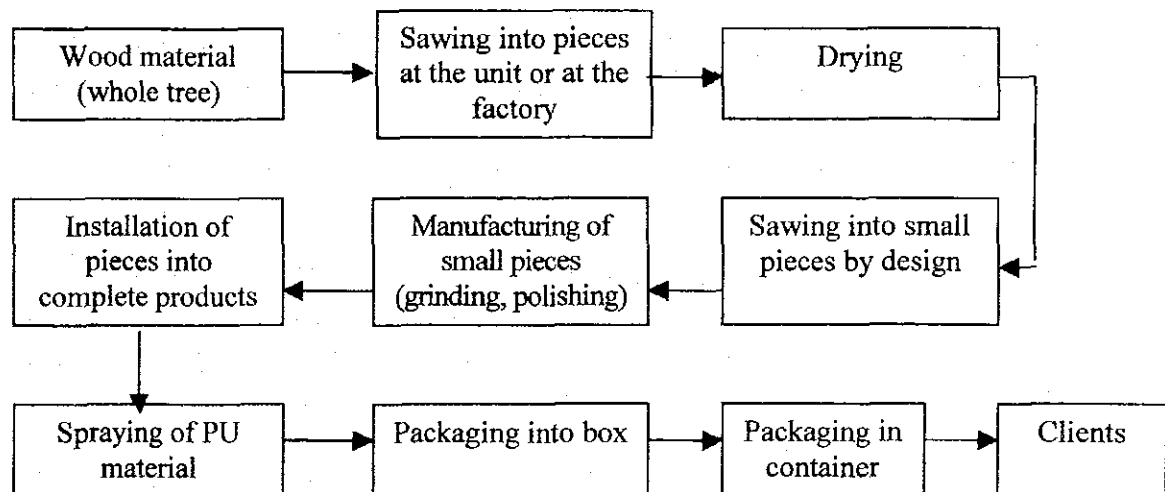 Wood material
(whole tree)
Sawing into pieces
at the unit or at the
factory
Drying
Installation of
pieces into
complete products
Manufacturing of
small pieces
(grinding, polishing)
Sawing into small
pieces by design
Spraying of PU
material
Packaging into box
Packaging in
container
Clients